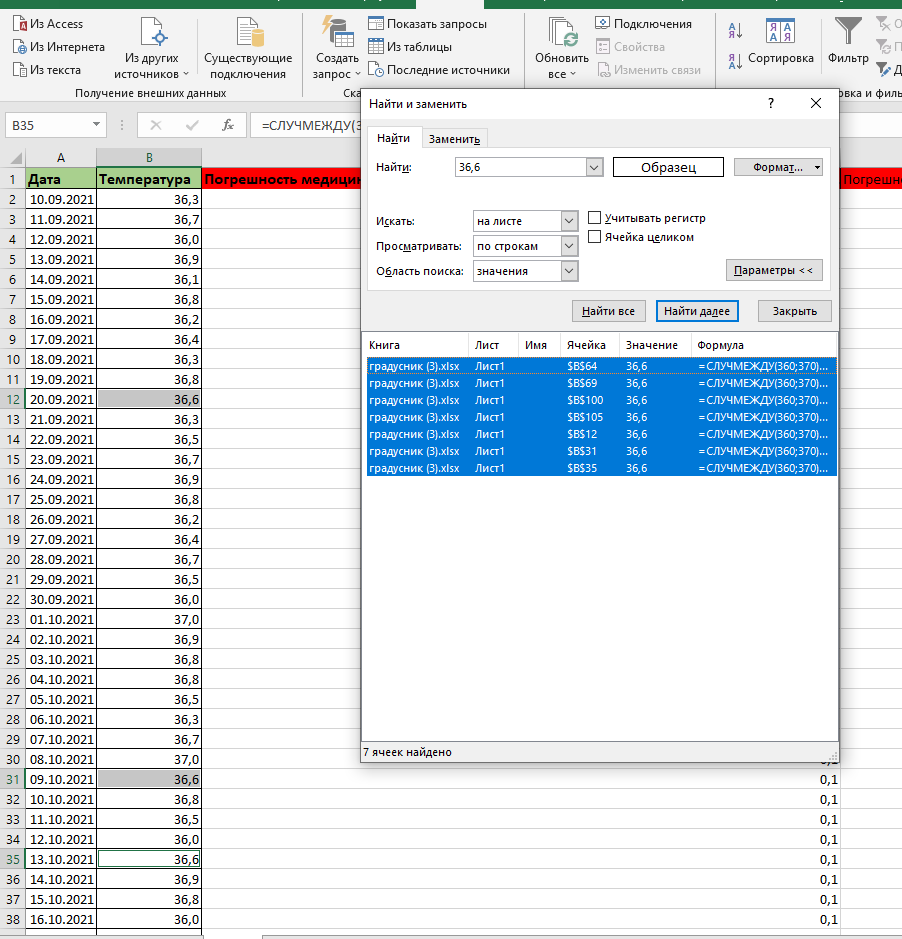 Из Access
Из Интернета
Из текста
Из других
источников
Существующие
подключения
Получение внешних данных
Создать
запрос
Показать запросы
Из таблицы
Последние источники
Обновить
все
Подключения
Свойства
Изменить связи
Сортировка
Фильтр
B35
fx
=СЛУЧМЕЖДУ(3
Найти и заменить
?
Найти
Заменить
Найти:
36,6
Образец
Формат...
Искать:
на листе
Учитывать регистр
Просматривать:
по строкам
Ячейка целиком
Область поиска:
значения
Параметры <<
Найти все
Найти далее
Закрыть
Книга Лист Имя Ячейка Значение Формула
градусник (3).xlsx Лист1 $B$64 36,6 =СЛУЧМЕЖДУ(360;370)...
градусник (3).xlsx Лист1 $B$69 36,6 =СЛУЧМЕЖДУ(360;370)...
градусник (3).xlsx Лист1 $B$100 36,6 =СЛУЧМЕЖДУ(360;370)...
градусник (3).xlsx Лист1 $B$105 36,6 =СЛУЧМЕЖДУ(360;370)...
градусник (3).xlsx Лист1 $B$12 36,6 =СЛУЧМЕЖДУ(360;370)...
градусник (3).xlsx Лист1 $B$31 36,6 =СЛУЧМЕЖДУ(360;370)...
градусник (3).xlsx Лист1 $B$35 36,6 =СЛУЧМЕЖДУ(360;370)...
7 ячеек найдено
A B
1 Дата Температура
2 10.09.2021 36,3
3 11.09.2021 36,7
4 12.09.2021 36,0
5 13.09.2021 36,9
6 14.09.2021 36,1
7 15.09.2021 36,8
8 16.09.2021 36,2
9 17.09.2021 36,4
10 18.09.2021 36,3
11 19.09.2021 36,8
12 20.09.2021 36,6
13 21.09.2021 36,3
14 22.09.2021 36,5
15 23.09.2021 36,7
16 24.09.2021 36,9
17 25.09.2021 36,8
18 26.09.2021 36,2
19 27.09.2021 36,4
20 28.09.2021 36,7
21 29.09.2021 36,5
22 30.09.2021 36,0
23 01.10.2021 37,0
24 02.10.2021 36,9
25 03.10.2021 36,8
26 04.10.2021 36,8
27 05.10.2021 36,5
28 06.10.2021 36,3
29 07.10.2021 36,7
30 08.10.2021 37,0
31 09.10.2021 36,6 0,1
32 10.10.2021 36,8 0,1
33 11.10.2021 36,5 0,1
34 12.10.2021 36,0 0,1
35 13.10.2021 36,6 0,1
36 14.10.2021 36,9 0,1
37 15.10.2021 36,8 0,1
38 16.10.2021 36,0 0,1